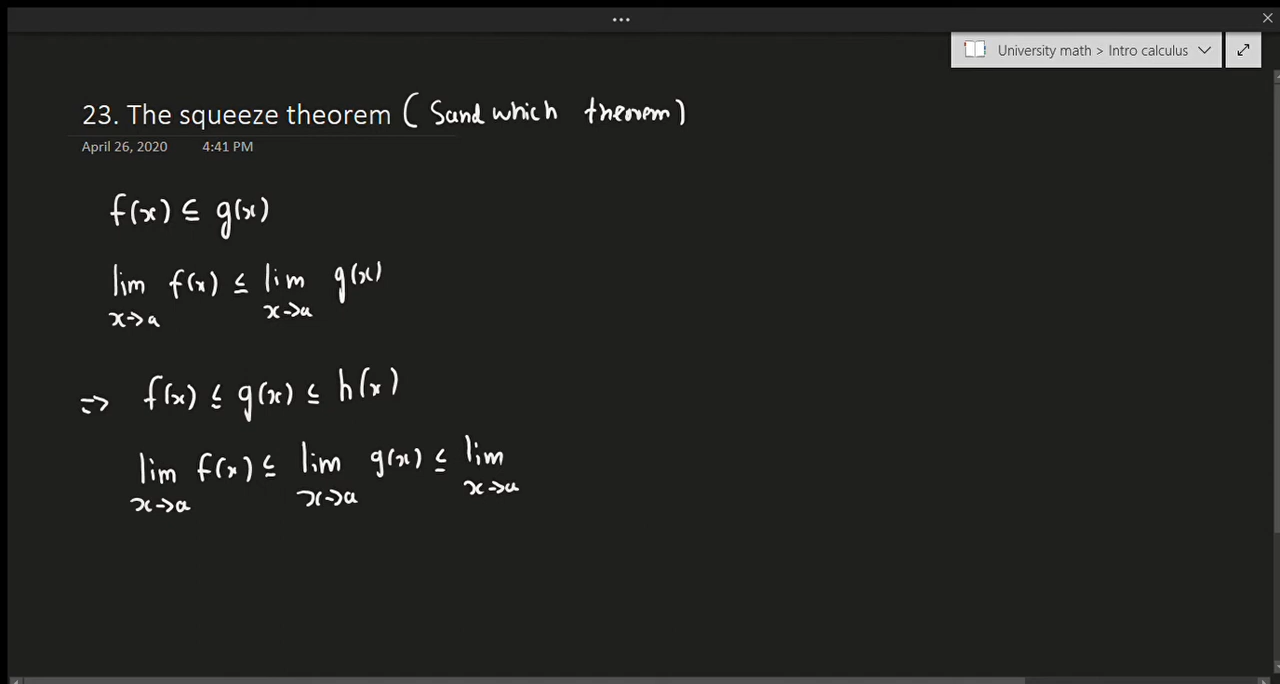 ...
University math > Intro calculus
23. The squeeze theorem (Sand which theorem)
April 26, 2020 4:41 PM
f(x) ≤ g(x)
lim f(x) ≤ lim g(x)
x→a x→a
⇒ f(x) ≤ g(x) ≤ h(x)
lim f(x) ≤ lim g(x) ≤ lim
x→a x→a x→a